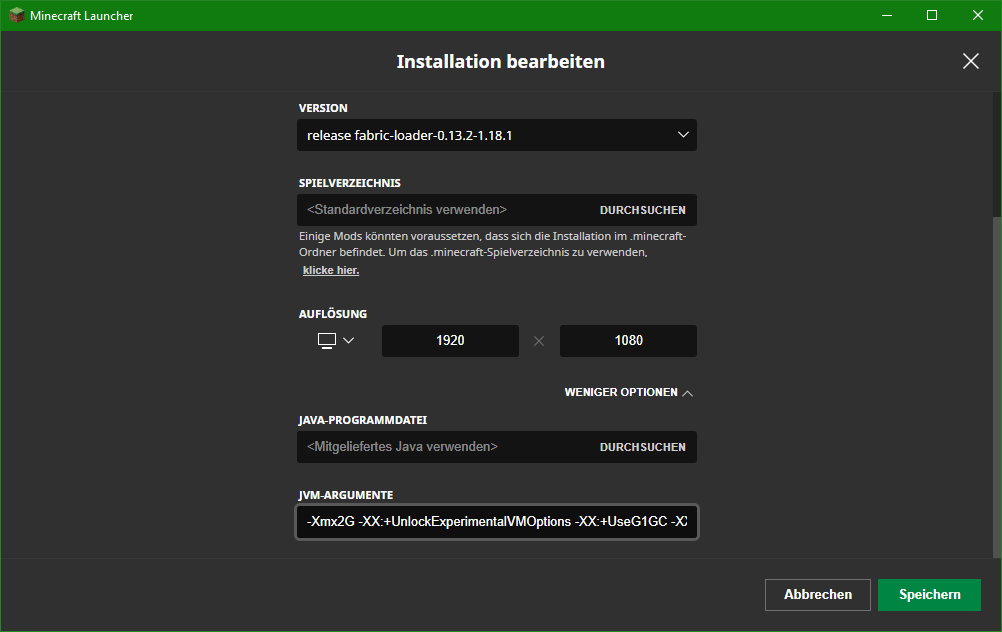 Minecraft Launcher
Installation bearbeiten
VERSION
release fabric-loader-0.13.2-1.18.1
SPIELVERZEICHNIS
<Standardverzeichnis verwenden> DURCHSUCHEN
Einige Mods könnten voraussetzen, dass sich die Installation im .minecraft-
Ordner befindet. Um das .minecraft-Spielverzeichnis zu verwenden,
klicke hier.
AUFLÖSUNG
1920 1080
WENIGER OPTIONEN
JAVA-PROGRAMMDATEI
<Mitgeliefertes Java verwenden> DURCHSUCHEN
JVM-ARGUMENTE
-Xmx2G -XX:+UnlockExperimentalVMOptions -XX:+UseG1GC -XX
Abbrechen Speichern